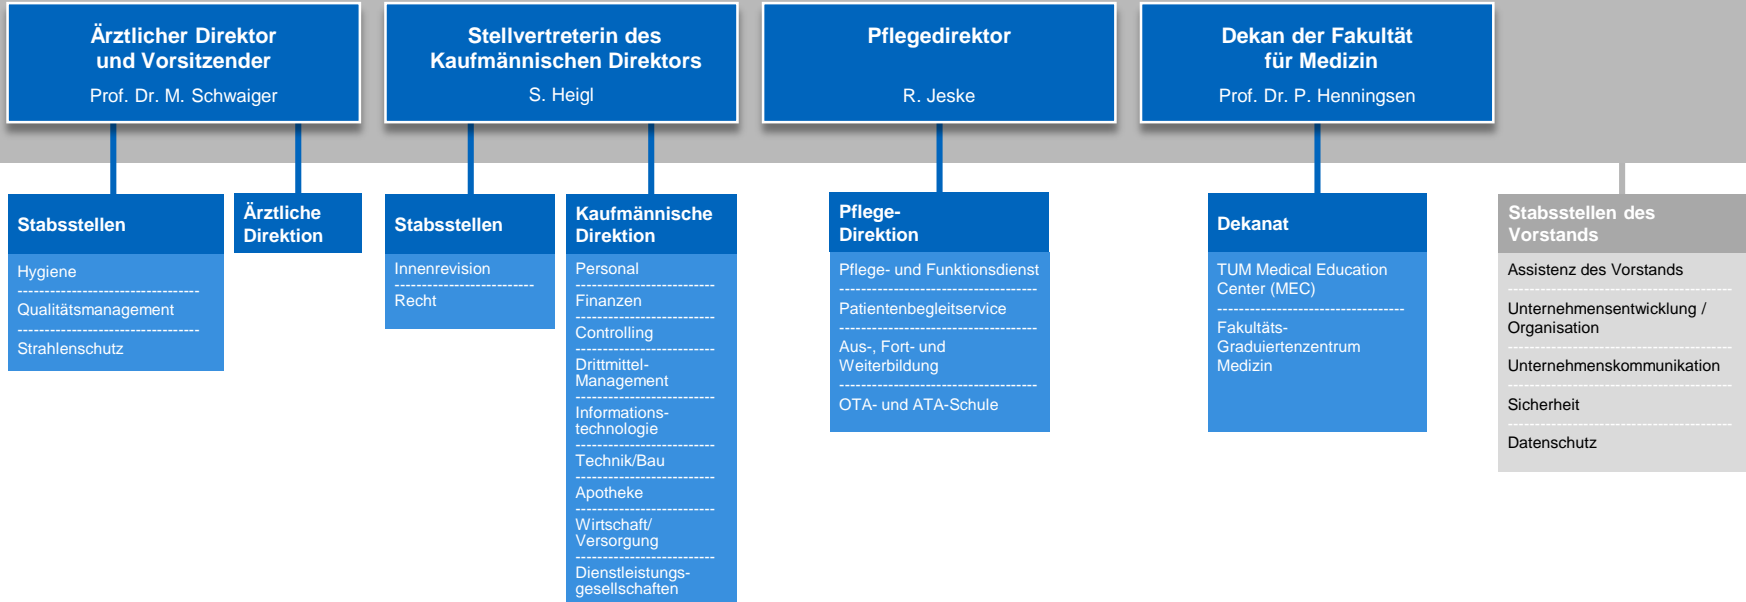 Ärztlicher Direktor
und Vorsitzender
Prof. Dr. M. Schwaiger
Stellvertreterin des
Kaufmännischen Direktors
S. Heigl
Pflegedirektor
R. Jeske
Dekan der Fakultät
für Medizin
Prof. Dr. P. Henningsen
Stabsstellen
Hygiene
Qualitätsmanagement
Strahlenschutz
Ärztliche
Direktion
Stabsstellen
Innenrevision
Recht
Kaufmännische
Direktion
Personal
Finanzen
Controlling
Drittmittel-
Management
Informations-
technologie
Technik/Bau
Apotheke
Wirtschaft/
Versorgung
Dienstleistungs-
gesellschaften
Pflege-
Direktion
Pflege- und Funktionsdienst
Patientenbegleitservice
Aus-, Fort- und
Weiterbildung
OTA- und ATA-Schule
Dekanat
TUM Medical Education
Center (MEC)
Fakultäts-
Graduiertenzentrum
Medizin
Stabsstellen des
Vorstands
Assistenz des Vorstands
Unternehmensentwicklung /
Organisation
Unternehmenskommunikation
Sicherheit
Datenschutz